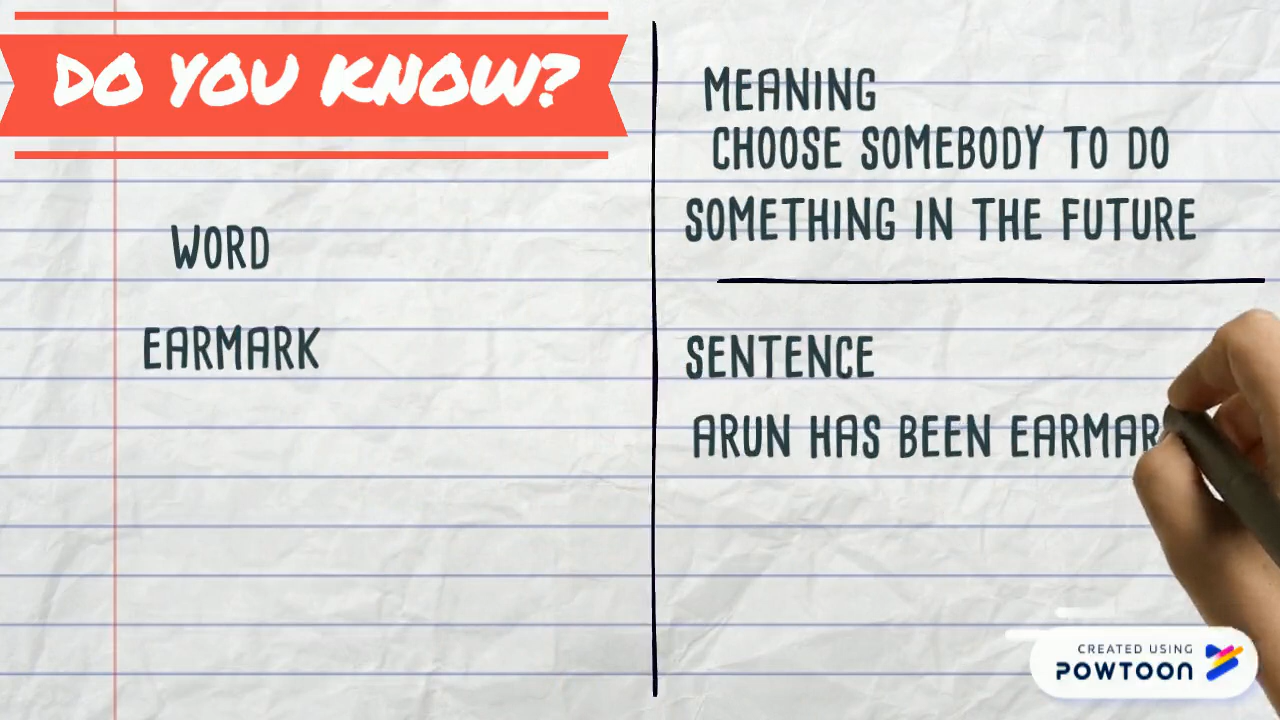 DO YOU KNOW?
WORD
EARMARK
MEANING
CHOOSE SOMEBODY TO DO
SOMETHING IN THE FUTURE
SENTENCE
ARUN HAS BEEN EARMAR
CREATED USING
POWTOON